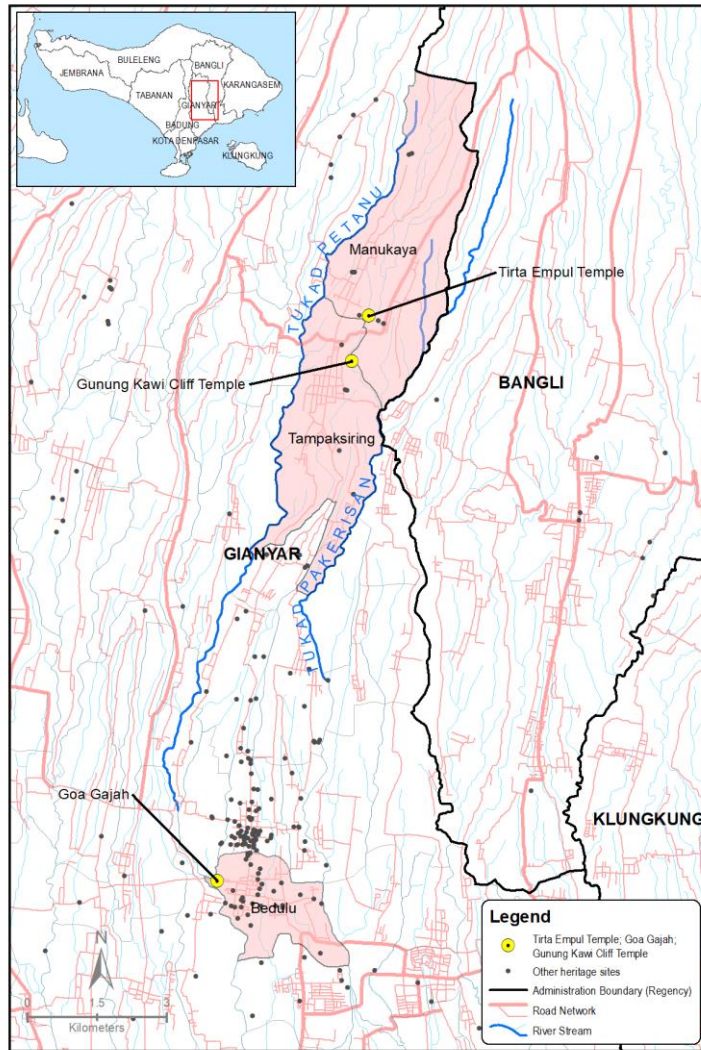 BULELENG
BANGLI
JEMBRANA
KARANGASEM
TABANAN
GIANYAR
BADUNG
KOTA DENPASAR
KLUNGKUNG
TUKAD PETANU
Manukaya
Tirta Empul Temple
Gunung Kawi Cliff Temple
BANGLI
Tampaksiring
GIANYAR
TUKAD PAKERISAN
Goa Gajah
KLUNGKUNG
Bedulu
N
0 1.5 3
Kilometers
Legend
Tirta Empul Temple; Goa Gajah;
Gunung Kawi Cliff Temple
Other heritage sites
Administration Boundary (Regency)
Road Network
River Stream